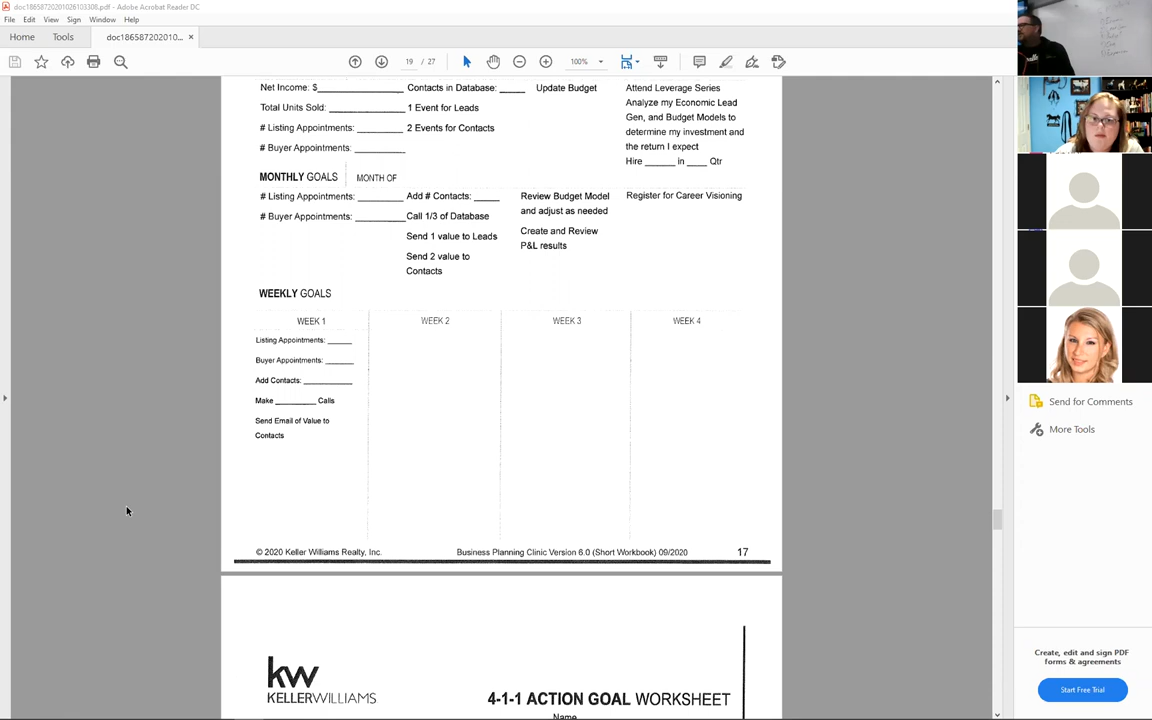 doc18658720201026103308.pdf - Adobe Acrobat Reader DC
File Edit View Sign Window Help
Home Tools doc186587202010... ×
19 / 27 100%
Net Income: $ Contacts in Database: Update Budget Attend Leverage Series
Total Units Sold: 1 Event for Leads Analyze my Economic Lead
# Listing Appointments: 2 Events for Contacts Gen, and Budget Models to
determine my investment and
# Buyer Appointments: the return I expect
Hire ______ in ____ Qtr
MONTHLY GOALS MONTH OF
# Listing Appointments: Add # Contacts: Review Budget Model Register for Career Visioning
and adjust as needed
# Buyer Appointments: Call 1/3 of Database
Send 1 value to Leads Create and Review
P&L results
Send 2 value to
Contacts
WEEKLY GOALS
WEEK 1 WEEK 2 WEEK 3 WEEK 4
Listing Appointments:
Buyer Appointments:
Add Contacts:
Make ________ Calls
Send Email of Value to
Contacts
© 2020 Keller Williams Realty, Inc. Business Planning Clinic Version 6.0 (Short Workbook) 09/2020 17
kw
KELLERWILLIAMS
4-1-1 ACTION GOAL WORKSHEET
Name
Send for Comments
More Tools
Create, edit and sign PDF
forms & agreements
Start Free Trial